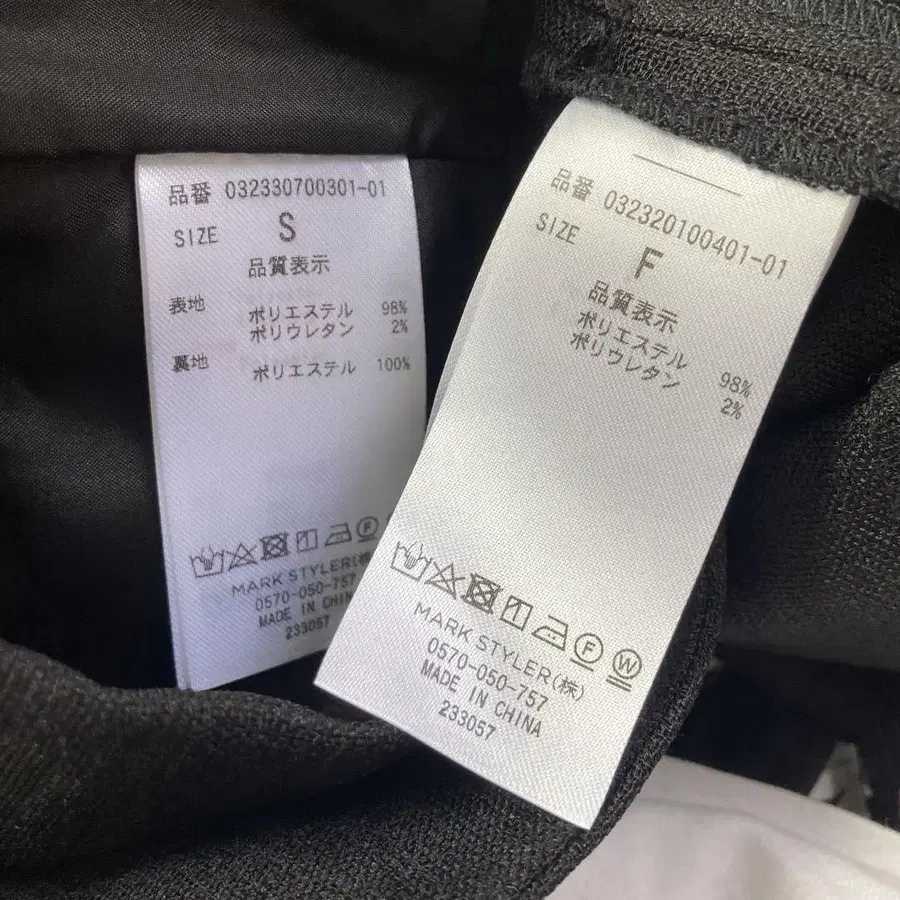 品番 032330700301-01
SIZE S
品質表示
表地 ポリエステル 98%
ポリウレタン 2%
裏地 ポリエステル 100%
MARK STYLER(株
0570-050-757
MADE IN CHINA
233057
品番 032320100401-01
SIZE F
品質表示
ポリエステル 98%
ポリウレタン 2%
F W
MARK STYLER(株)
0570-050-757
MADE IN CHINA
233057